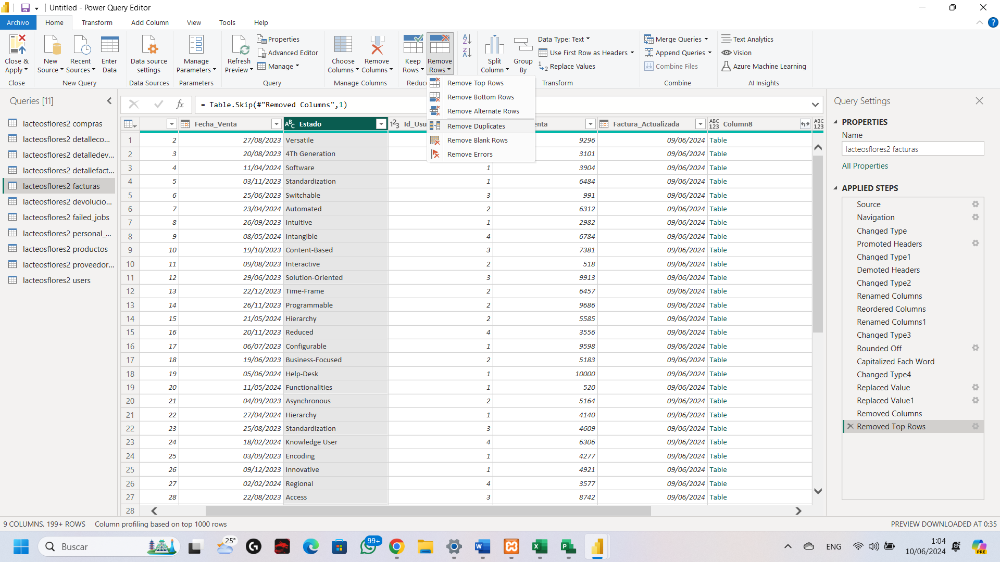 Untitled - Power Query Editor
Archivo Home Transform Add Column View Tools Help
Close & Apply
Close
New Source
Recent Sources
Enter Data
New Query
Data source settings
Data Sources
Manage Parameters
Parameters
Refresh Preview
Properties
Advanced Editor
Manage
Query
Choose Columns
Remove Columns
Manage Columns
Keep Rows
Remove Rows
Reduc
Split Column
Group By
Data Type: Text
Use First Row as Headers
Replace Values
Transform
Merge Queries
Append Queries
Combine Files
Combine
Text Analytics
Vision
Azure Machine Learning
AI Insights
Remove Top Rows
Remove Bottom Rows
Remove Alternate Rows
Remove Duplicates
Remove Blank Rows
Remove Errors
Queries [11]
lacteosflores2 compras
lacteosflores2 detalleco...
lacteosflores2 detalledev...
lacteosflores2 detallefact...
lacteosflores2 facturas
lacteosflores2 devolucio...
lacteosflores2 failed_jobs
lacteosflores2 personal_...
lacteosflores2 productos
lacteosflores2 proveedor...
lacteosflores2 users
fx = Table.Skip(#"Removed Columns",1)
Fecha_Venta ABC Estado 123 Id_Usu enta Factura_Actualizada ABC 123 Column8 ABC 123
1 2 27/08/2023 Versatile 9296 09/06/2024 Table
2 3 20/08/2023 4Th Generation 3101 09/06/2024 Table
3 4 11/04/2024 Software 1 3904 09/06/2024 Table
4 5 03/11/2023 Standardization 1 6484 09/06/2024 Table
5 6 25/06/2023 Switchable 3 991 09/06/2024 Table
6 7 23/04/2024 Automated 2 6312 09/06/2024 Table
7 8 26/09/2023 Intuitive 1 2982 09/06/2024 Table
8 9 08/05/2024 Intangible 4 6784 09/06/2024 Table
9 10 19/10/2023 Content-Based 3 7381 09/06/2024 Table
10 11 09/08/2023 Interactive 2 518 09/06/2024 Table
11 12 29/06/2023 Solution-Oriented 3 9913 09/06/2024 Table
12 13 22/12/2023 Time-Frame 2 6457 09/06/2024 Table
13 14 26/11/2023 Programmable 2 9686 09/06/2024 Table
14 15 21/05/2024 Hierarchy 2 5585 09/06/2024 Table
15 16 20/11/2023 Reduced 4 3556 09/06/2024 Table
16 17 06/07/2023 Configurable 1 9598 09/06/2024 Table
17 18 19/06/2023 Business-Focused 2 5183 09/06/2024 Table
18 19 05/06/2024 Help-Desk 1 10000 09/06/2024 Table
19 20 11/05/2024 Functionalities 1 520 09/06/2024 Table
20 21 04/09/2023 Asynchronous 2 5164 09/06/2024 Table
21 22 27/04/2024 Hierarchy 1 4140 09/06/2024 Table
22 23 25/08/2023 Standardization 3 4609 09/06/2024 Table
23 24 18/02/2024 Knowledge User 4 6306 09/06/2024 Table
24 25 03/09/2023 Encoding 1 4277 09/06/2024 Table
25 26 09/12/2023 Innovative 1 4921 09/06/2024 Table
26 27 02/02/2024 Regional 4 3577 09/06/2024 Table
27 28 22/08/2023 Access 3 8742 09/06/2024 Table
28
Query Settings
PROPERTIES
Name
lacteosflores2 facturas
All Properties
APPLIED STEPS
Source
Navigation
Changed Type
Promoted Headers
Changed Type1
Demoted Headers
Changed Type2
Renamed Columns
Reordered Columns
Renamed Columns1
Changed Type3
Rounded Off
Capitalized Each Word
Changed Type4
Replaced Value
Replaced Value1
Removed Columns
Removed Top Rows
9 COLUMNS, 199+ ROWS Column profiling based on top 1000 rows PREVIEW DOWNLOADED AT 0:35
Buscar 25° 99+ ENG 1:04
10/06/2024 PRE